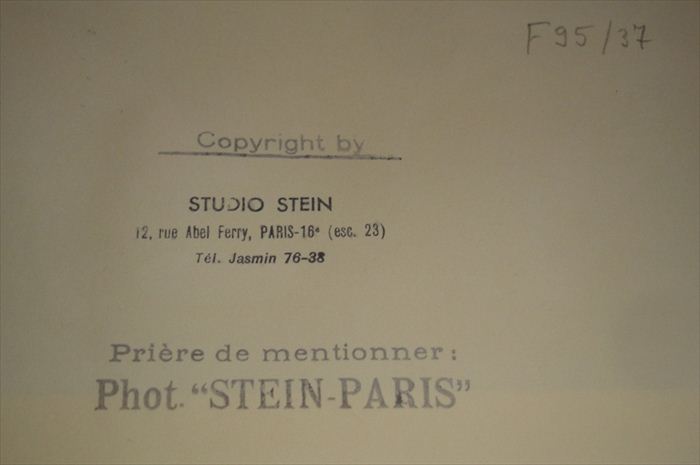 F95/37
Copyright by
STUDIO STEIN
12, rue Abel Ferry, PARIS-16e (esc. 23)
Tél. Jasmin 76-38
Prière de mentionner:
Phot. "STEIN-PARIS"